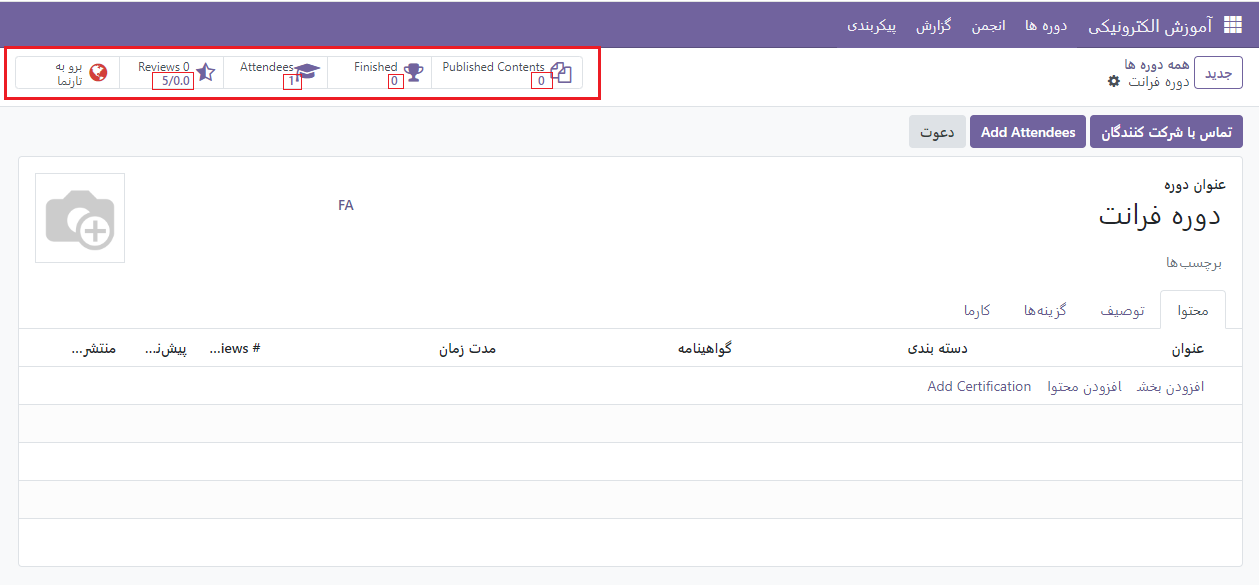 آموزش الکترونیکی دوره ها انجمن گزارش پیکربندی
جدید
همه دوره ها
دوره فرانت
Published Contents
0
Finished
0
Attendees
1
Reviews 0
5/0.0
برو به
تارنما
تماس با شرکت کنندگان Add Attendees دعوت
عنوان دوره
دوره فرانت
FA
برچسب‌ها
محتوا توصیف گزینه‌ها کارما
عنوان دسته بندی گواهینامه مدت زمان # iews... پیش‌ن... منتشر...
افزودن بخش افزودن محتوا Add Certification